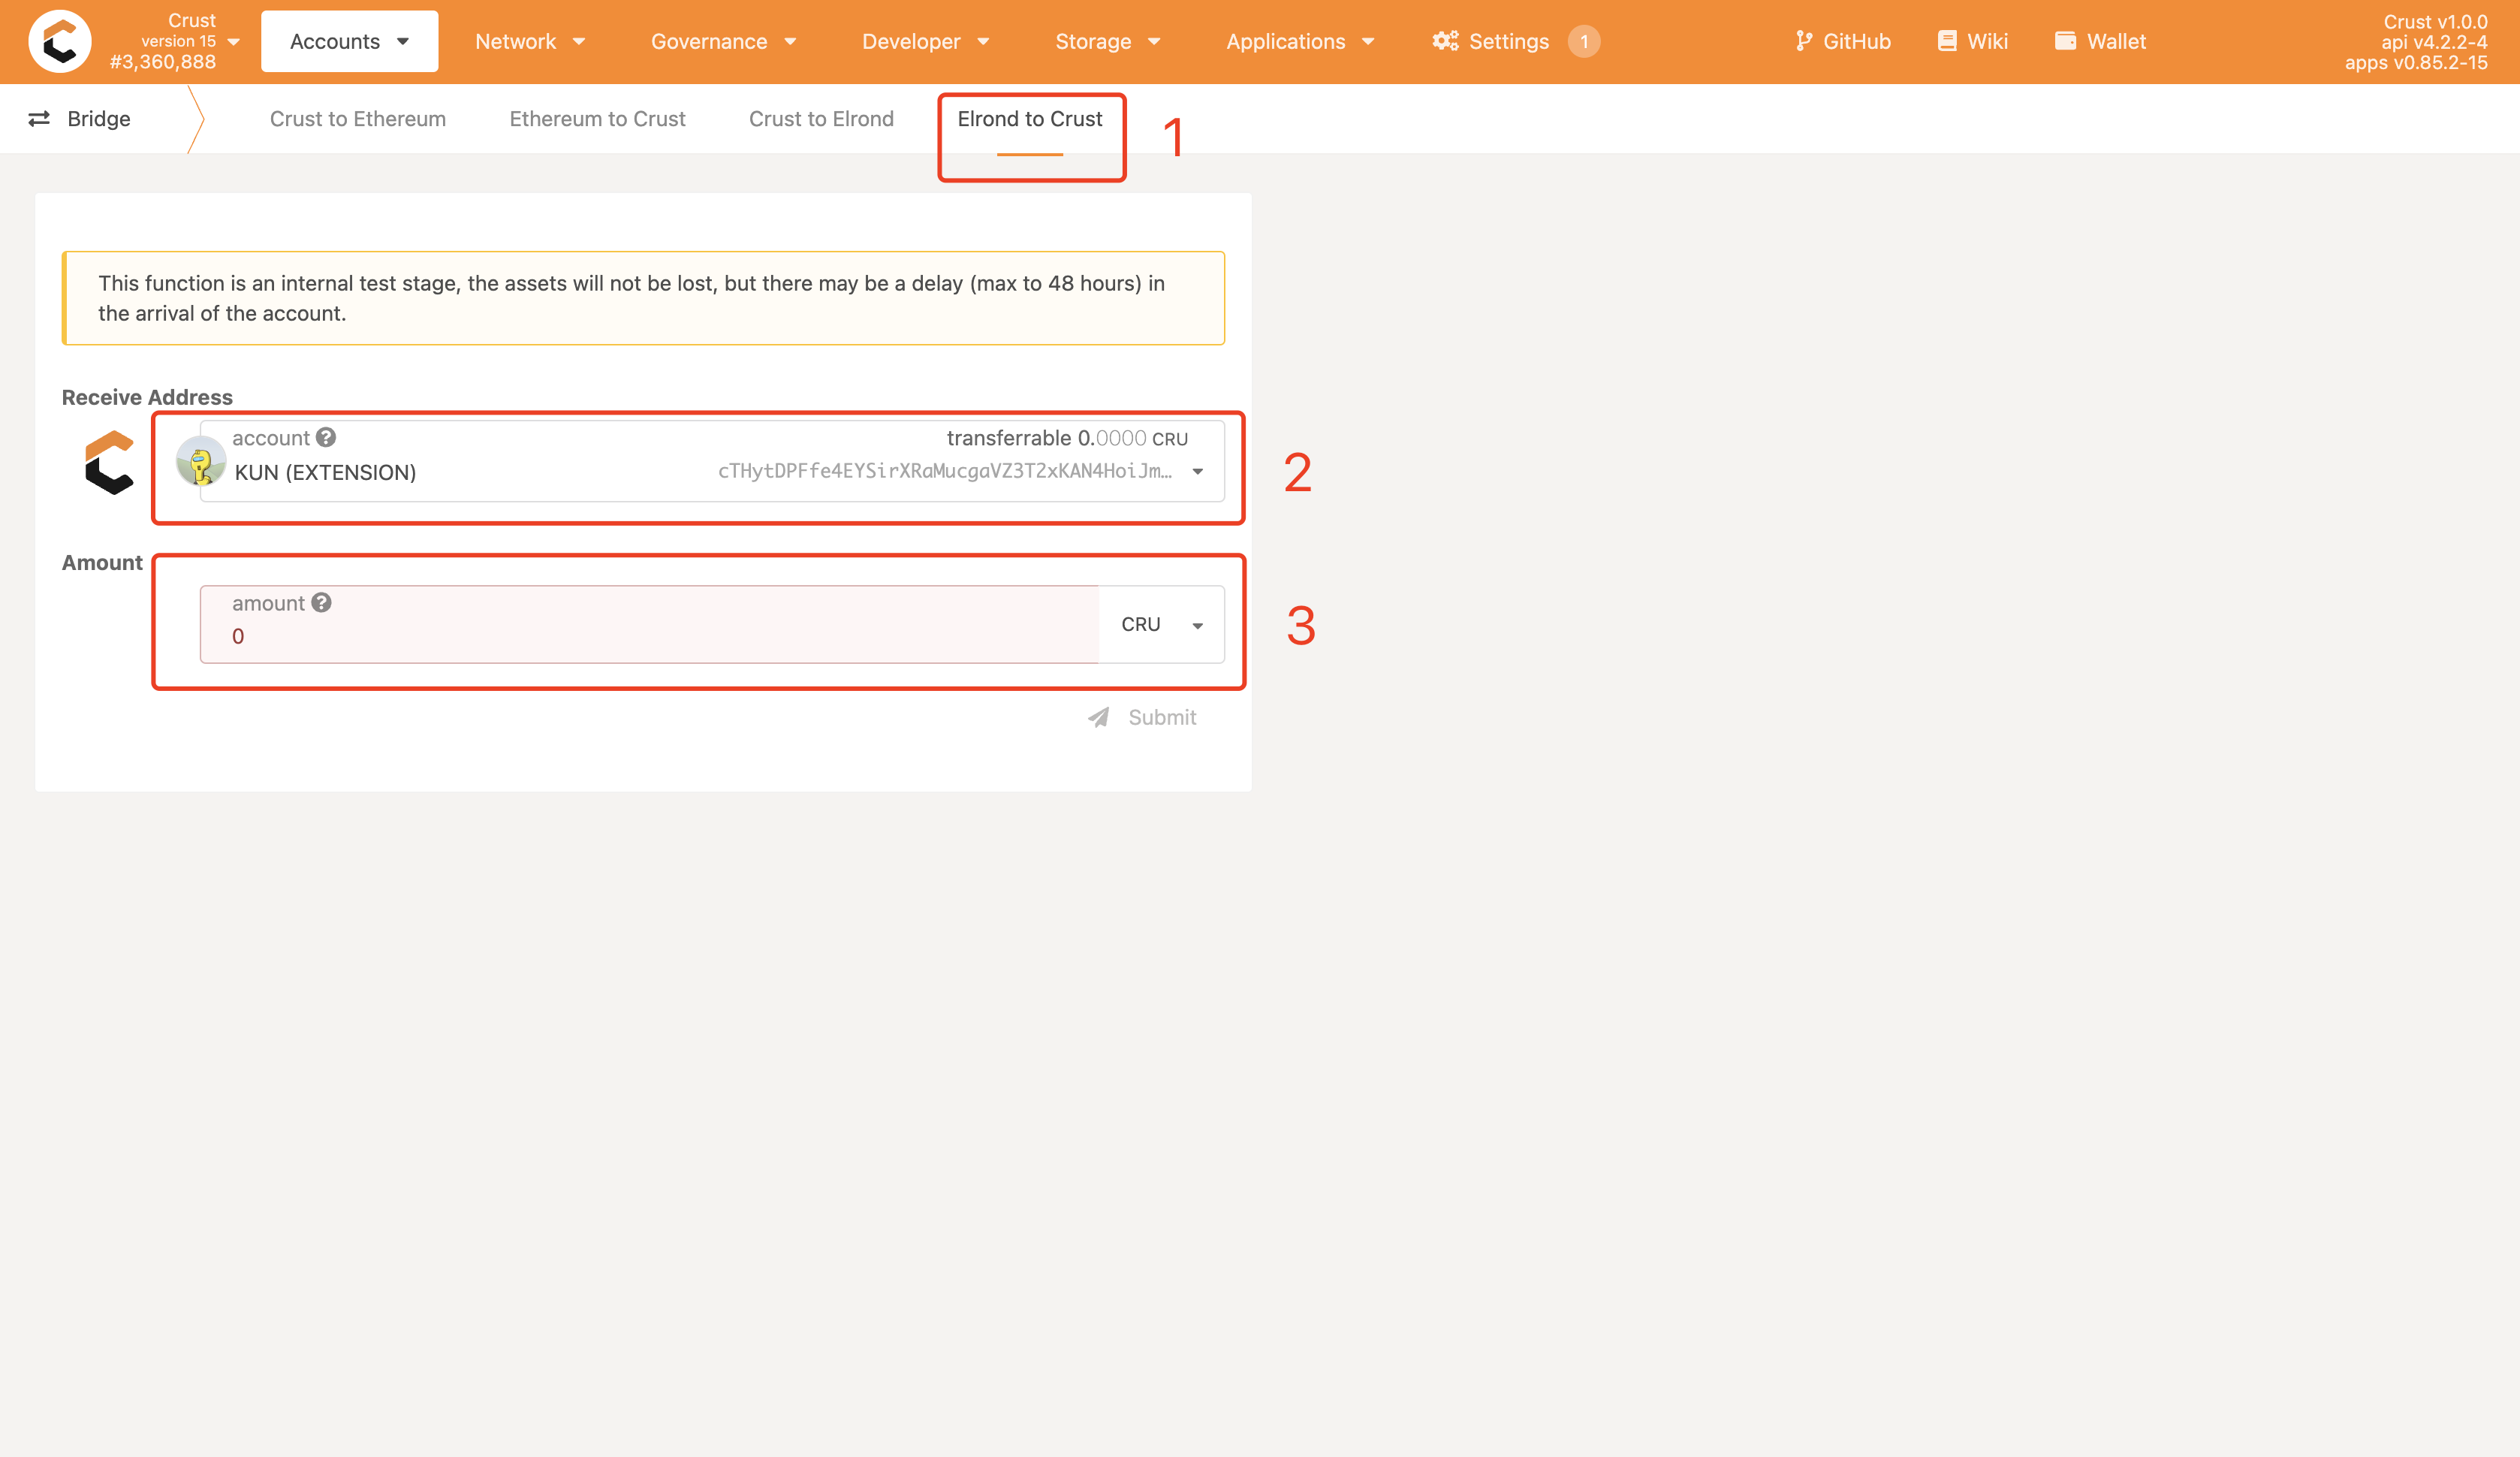 Crust
version 15
#3,360,888
Accounts
Network
Governance
Developer
Storage
Applications
Settings
1
GitHub
Wiki
Wallet
Crust v1.0.0
api v4.2.2-4
apps v0.85.2-15
Bridge
Crust to Ethereum
Ethereum to Crust
Crust to Elrond
Elrond to Crust
1
This function is an internal test stage, the assets will not be lost, but there may be a delay (max to 48 hours) in
the arrival of the account.
Receive Address
account ?
transferrable 0.0000 CRU
KUN (EXTENSION)
cTHytDPFfe4EYSirXRaMucgaVZ3T2xKAN4HoiJm…
2
Amount
amount ?
0
CRU
3
Submit